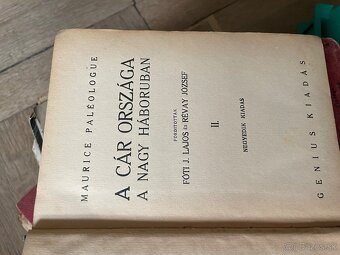 MAURICE PALÉOLOGUE
A CÁR ORSZÁGA
A NAGY HÁBORUBAN
FORDITOTTÁK
FÓTI J. LAJOS ÉS RÉVAY JÓZSEF
II.
NEGYEDIK KIADÁS
GENIUS KIADÁS